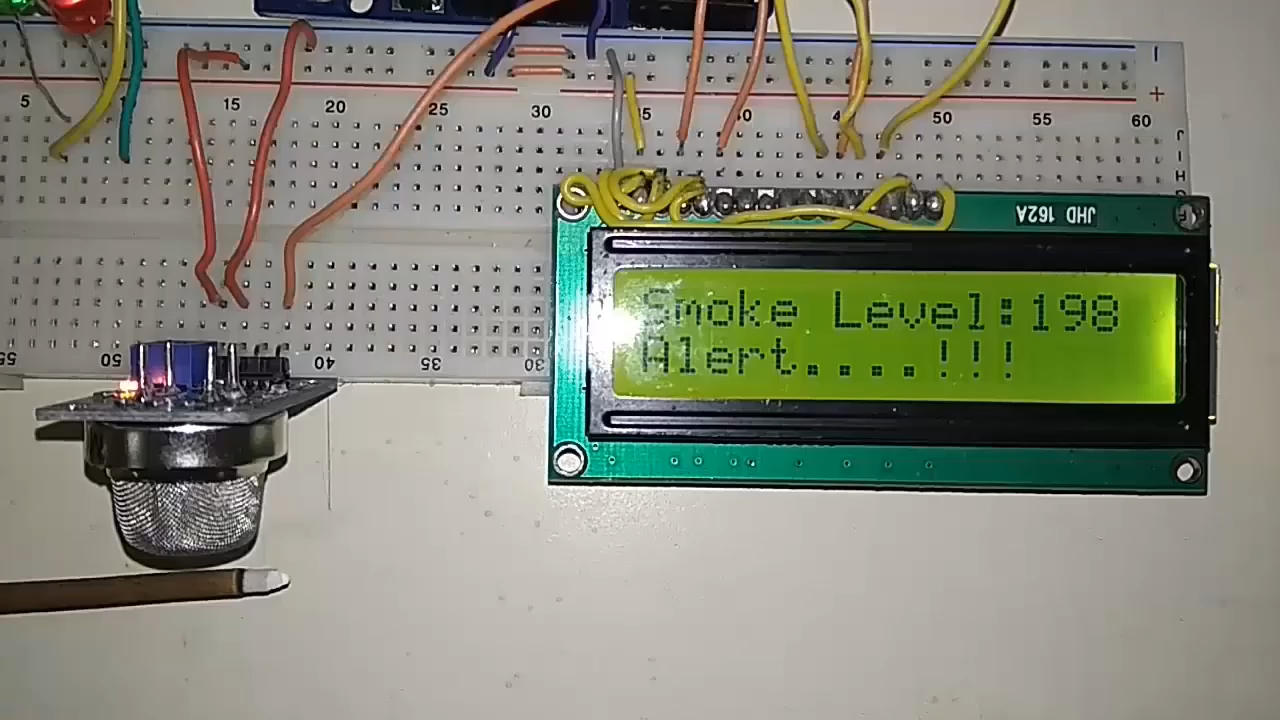 I
+
5 15 20 25 30 50 55 60
J
I
H
JHD 162A
Smoke Level:198
Alert....!!!
55 50 40 35 30